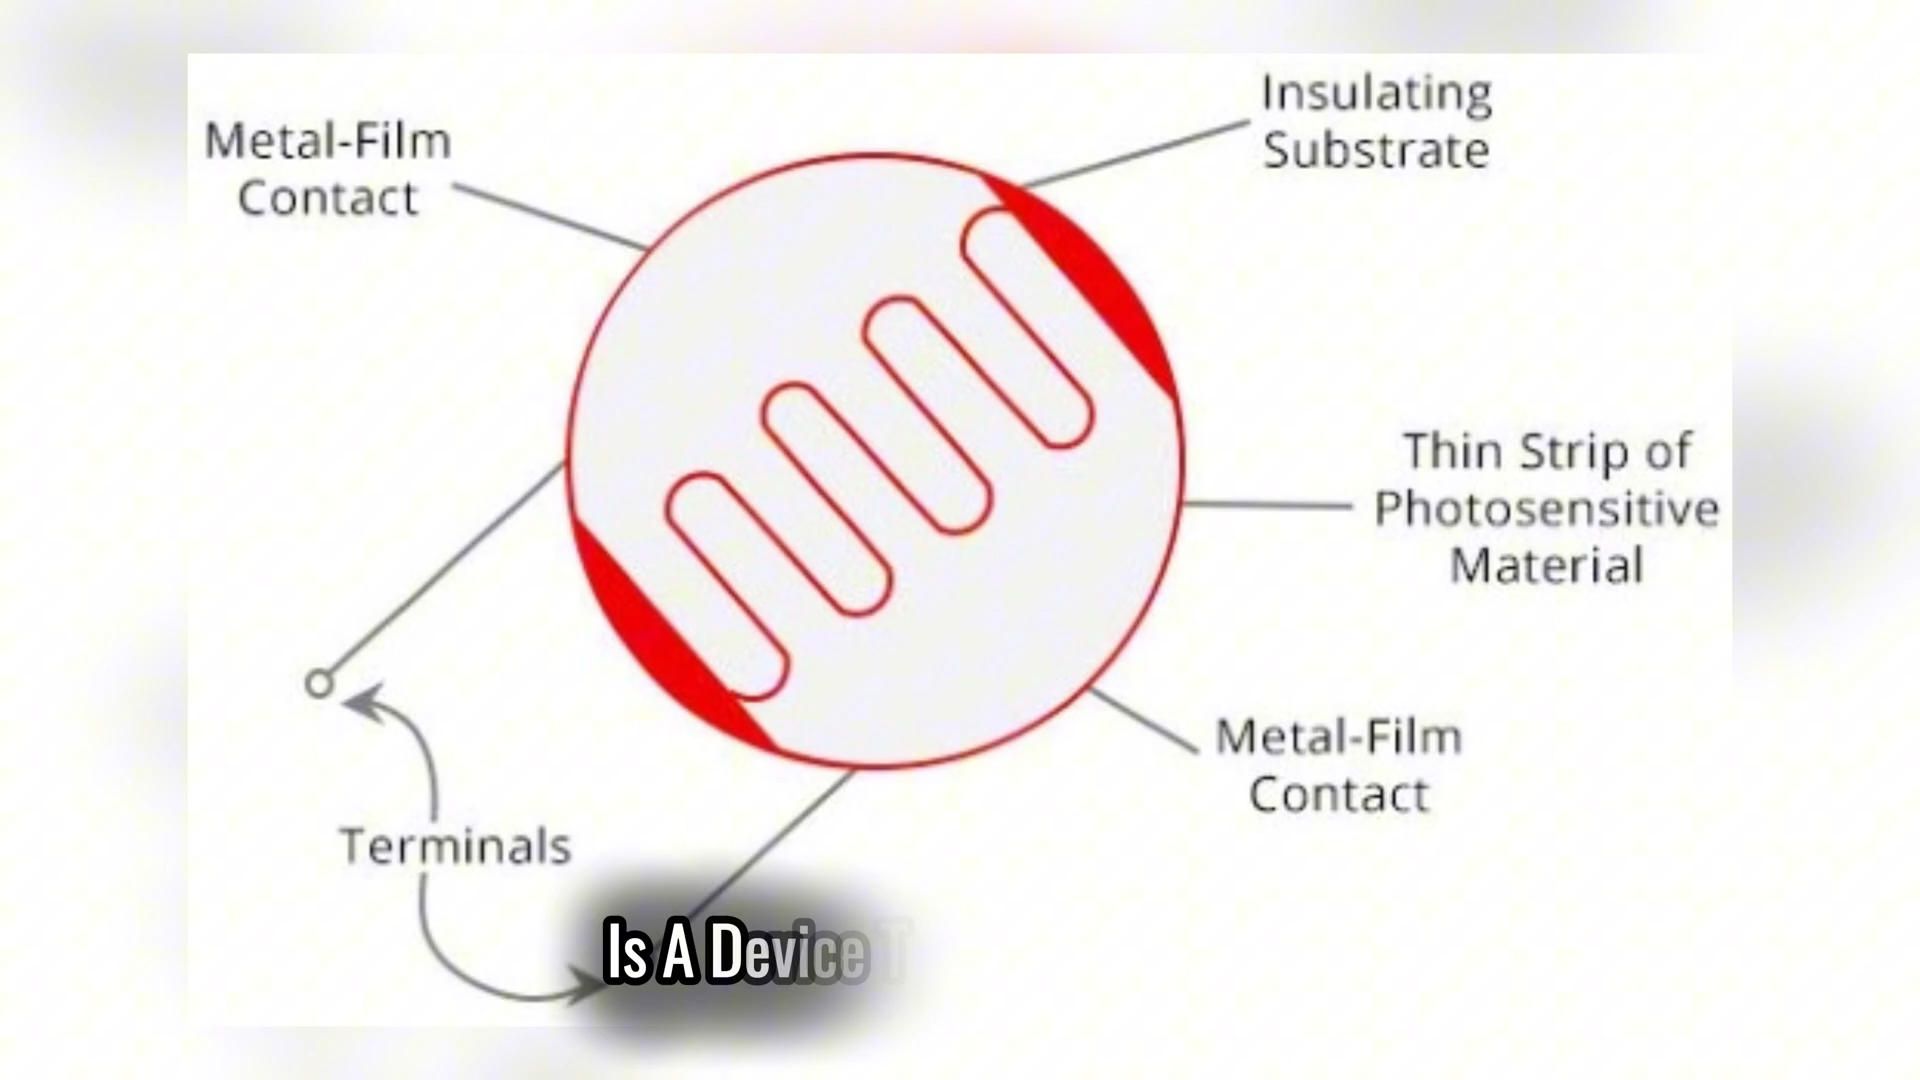 Metal-Film
Contact
Insulating
Substrate
Thin Strip of
Photosensitive
Material
Metal-Film
Contact
Terminals
Is A Device T